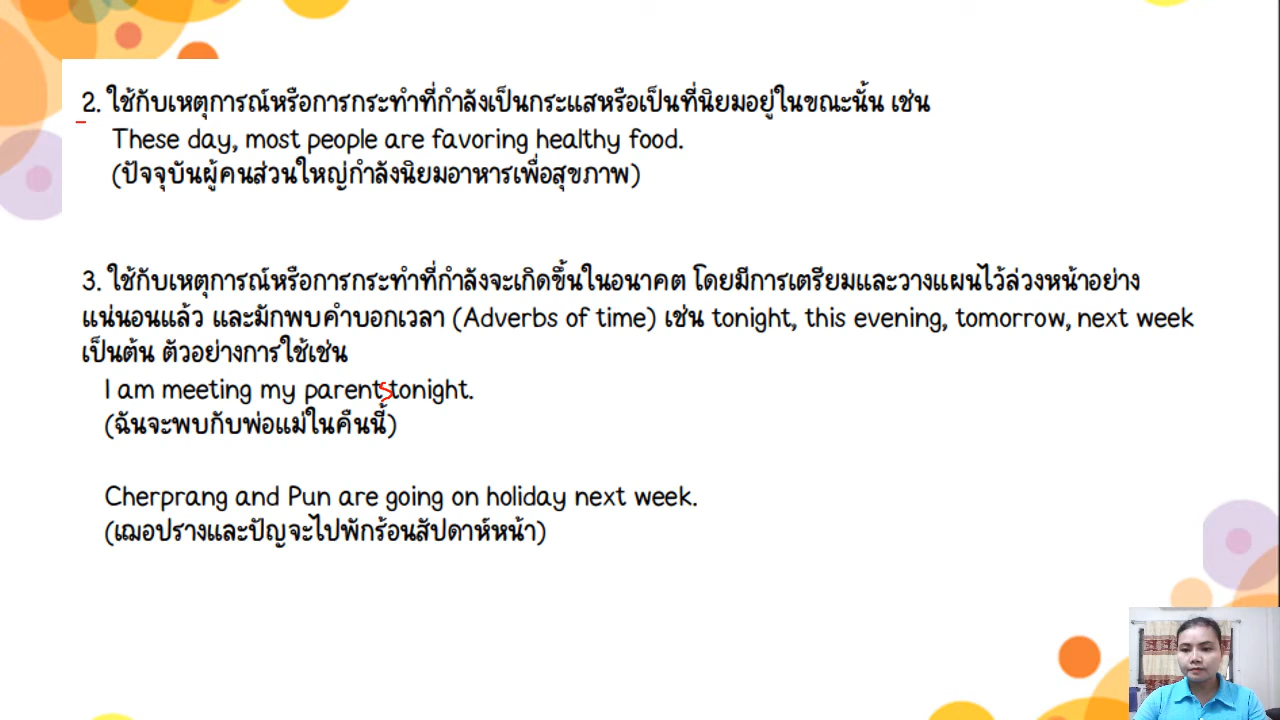 2. ใช้กับเหตุการณ์หรือการกระทำที่กำลังเป็นกระแสหรือเป็นที่นิยมอยู่ในขณะนั้น เช่น
These day, most people are favoring healthy food.
(ปัจจุบันผู้คนส่วนใหญ่กำลังนิยมอาหารเพื่อสุขภาพ)
3. ใช้กับเหตุการณ์หรือการกระทำที่กำลังจะเกิดขึ้นในอนาคต โดยมีการเตรียมและวางแผนไว้ล่วงหน้าอย่าง
แน่นอนแล้ว และมักพบคำบอกเวลา (Adverbs of time) เช่น tonight, this evening, tomorrow, next week
เป็นต้น ตัวอย่างการใช้เช่น
I am meeting my parents tonight.
(ฉันจะพบกับพ่อแม่ในคืนนี้)
Cherprang and Pun are going on holiday next week.
(เฌอปรางและปัญจะไปพักร้อนสัปดาห์หน้า)